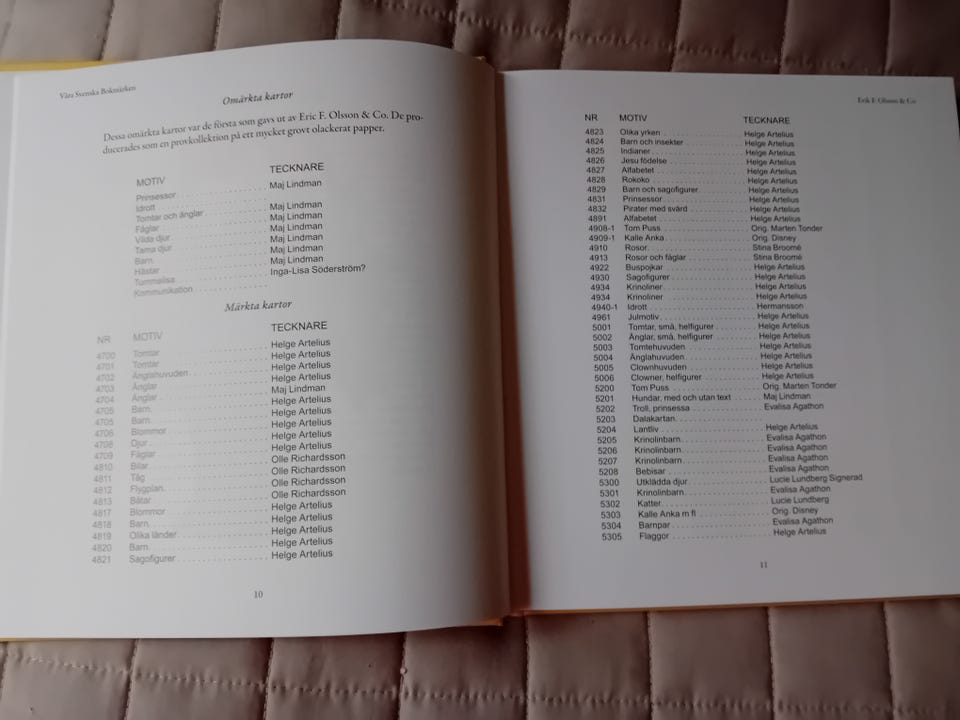 Våra Svenska Bokmärken
Omärkta kartor
Dessa omärkta kartor var de första som gavs ut av Eric F. Olsson & Co. De pro-
ducerades som en provkollektion på ett mycket grovt olackerat papper.
MOTIV TECKNARE
Prinsessor Maj Lindman
Idrott
Tomtar och änglar Maj Lindman
Fåglar Maj Lindman
Vilda djur Maj Lindman
Tama djur Maj Lindman
Barn Maj Lindman
Hästar Maj Lindman
Tummelisa Inga-Lisa Söderström?
Kommunikation
Märkta kartor
NR MOTIV TECKNARE
4700 Tomtar Helge Artelius
4701 Tomtar Helge Artelius
4702 Änglahuvuden Helge Artelius
4703 Änglar Helge Artelius
4704 Änglar Maj Lindman
4705 Barn Helge Artelius
4705 Barn Helge Artelius
4706 Blommor Helge Artelius
4708 Djur Helge Artelius
4709 Fåglar Helge Artelius
4810 Bilar Olle Richardsson
4811 Tåg Olle Richardsson
4812 Flygplan Olle Richardsson
4813 Båtar Olle Richardsson
4817 Blommor Helge Artelius
4818 Barn Helge Artelius
4819 Olika länder Helge Artelius
4820 Barn Helge Artelius
4821 Sagofigurer Helge Artelius
10
Erik F. Olsson & Co
NR MOTIV TECKNARE
4823 Olika yrken Helge Artelius
4824 Barn och insekter Helge Artelius
4825 Indianer Helge Artelius
4826 Jesu födelse Helge Artelius
4827 Alfabetet Helge Artelius
4828 Rokoko Helge Artelius
4829 Barn och sagofigurer Helge Artelius
4831 Prinsessor Helge Artelius
4832 Pirater med svärd Helge Artelius
4891 Alfabetet Helge Artelius
4908-1 Tom Puss Orig. Marten Tonder
4909-1 Kalle Anka Orig. Disney
4910 Rosor Stina Broomé
4913 Rosor och fåglar Stina Broomé
4922 Buspojkar Helge Artelius
4930 Sagofigurer Helge Artelius
4934 Krinoliner Helge Artelius
4934 Krinoliner Helge Artelius
4940-1 Idrott Hermansson
4961 Julmotiv Helge Artelius
5001 Tomtar, små, helfigurer Helge Artelius
5002 Änglar, små, helfigurer Helge Artelius
5003 Tomtehuvuden Helge Artelius
5004 Änglahuvuden Helge Artelius
5005 Clownhuvuden Helge Artelius
5006 Clowner, helfigurer Helge Artelius
5200 Tom Puss Orig. Marten Tonder
5201 Hundar, med och utan text Maj Lindman
5202 Troll, prinsessa Evalisa Agathon
5203 Dalakartan
5204 Lantliv Helge Artelius
5205 Krinolinbarn Evalisa Agathon
5206 Krinolinbarn Evalisa Agathon
5207 Krinolinbarn Evalisa Agathon
5208 Bebisar Evalisa Agathon
5300 Utklädda djur Lucie Lundberg Signerad
5301 Krinolinbarn Evalisa Agathon
5302 Katter Lucie Lundberg
5303 Kalle Anka m fl Orig. Disney
5304 Barnpar Evalisa Agathon
5305 Flaggor Helge Artelius
11